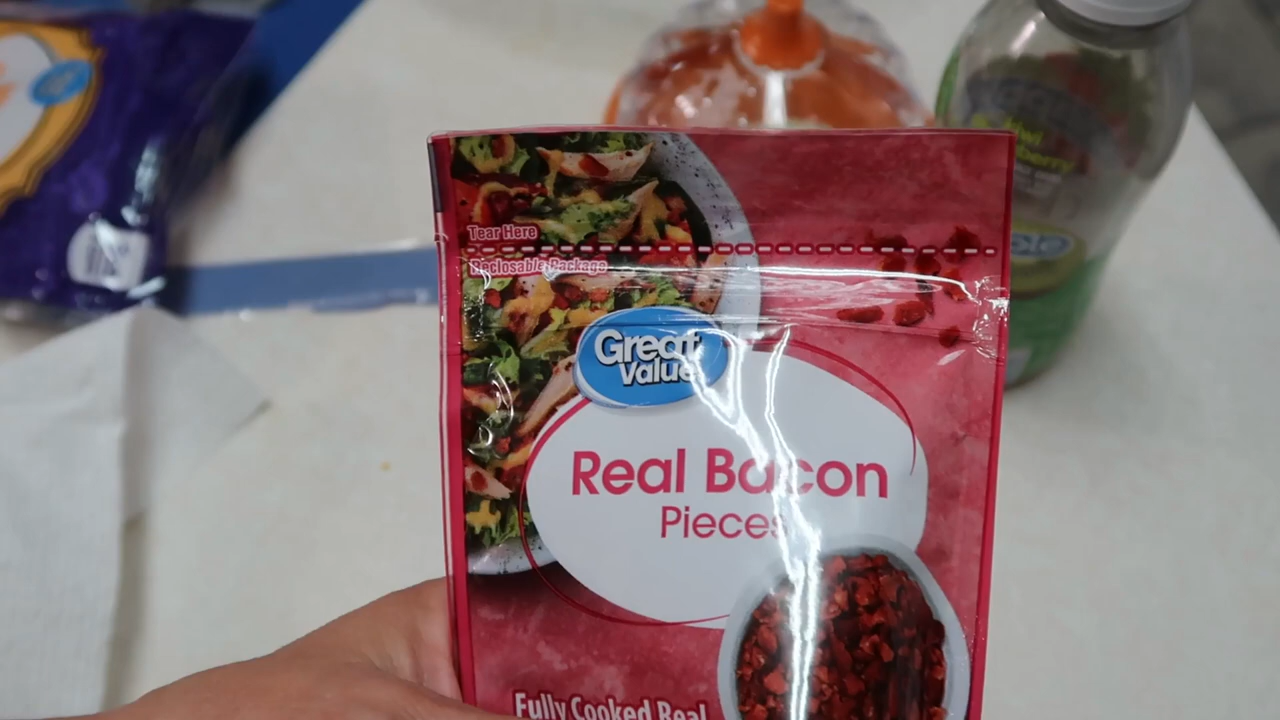 Tear Here
Reclosable Package
Great
Value
Real Bacon
Pieces
Fully Cooked Real